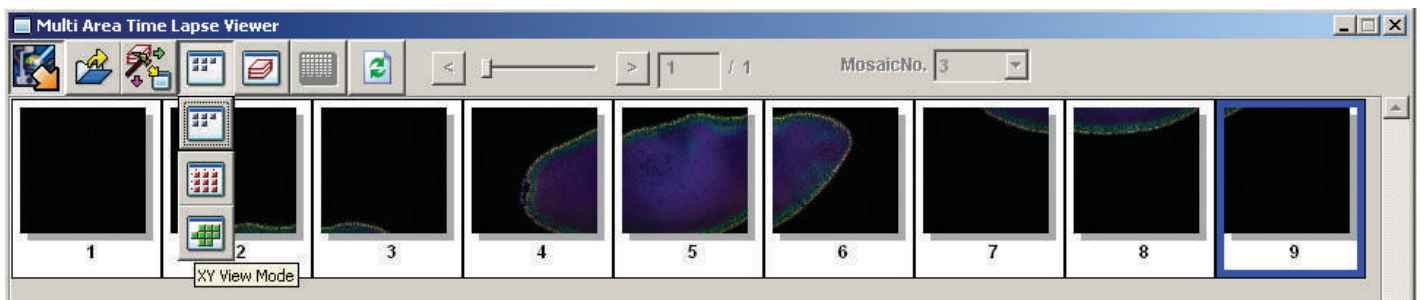 Multi Area Time Lapse Viewer
< > 1 / 1 MosaicNo. 3
1 2 3 4 5 6 7 8 9
XY View Mode